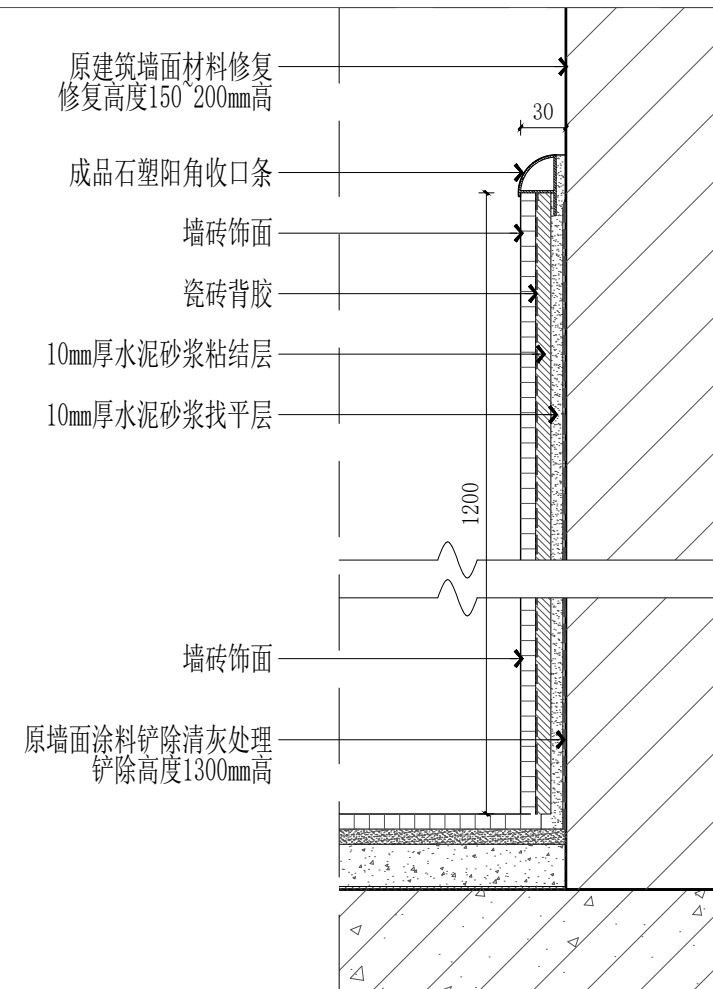 原建筑墙面材料修复
修复高度150~200mm高
30
成品石塑阳角收口条
墙砖饰面
瓷砖背胶
10mm厚水泥砂浆粘结层
10mm厚水泥砂浆找平层
1200
墙砖饰面
原墙面涂料铲除清灰处理
铲除高度1300mm高